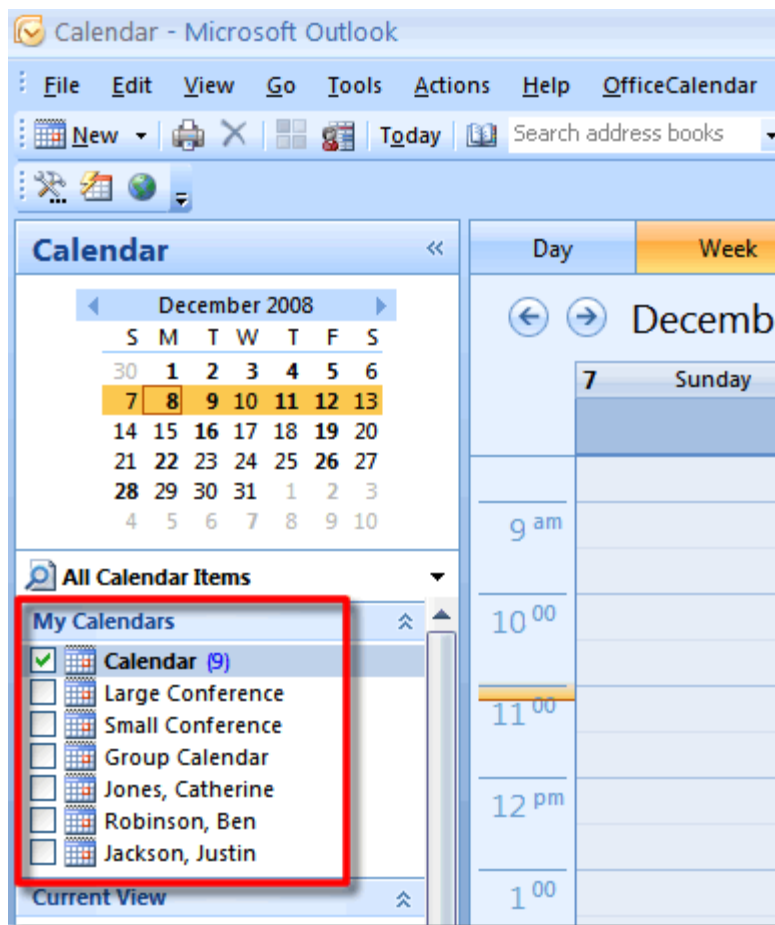 Calendar - Microsoft Outlook
File Edit View Go Tools Actions Help OfficeCalendar
New Today Search address books
Calendar
December 2008
S M T W T F S
30 1 2 3 4 5 6
7 8 9 10 11 12 13
14 15 16 17 18 19 20
21 22 23 24 25 26 27
28 29 30 31 1 2 3
4 5 6 7 8 9 10
All Calendar Items
My Calendars
Calendar (9)
Large Conference
Small Conference
Group Calendar
Jones, Catherine
Robinson, Ben
Jackson, Justin
Current View
Day Week
Decemb
7 Sunday
9 am
10 00
11 00
12 pm
1 00